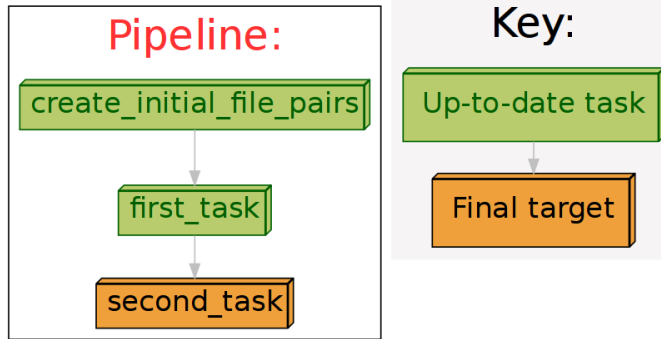 Pipeline:
create_initial_file_pairs
first_task
second_task
Key:
Up-to-date task
Final target